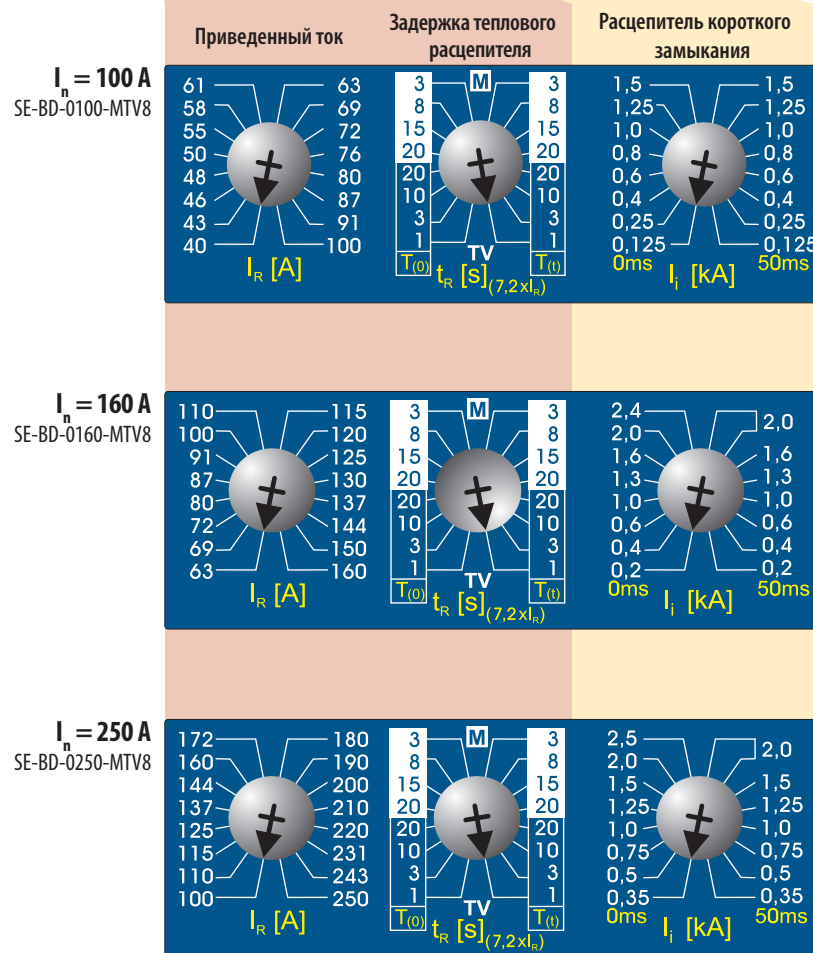 Приведенный ток
Задержка теплового
расцепителя
Расцепитель короткого
замыкания
In = 100 A
SE-BD-0100-MTV8
61 63
58 69
55 72
50 76
48 80
46 87
43 91
40 100
IR [A]
3 M 3
8 8
15 15
20 20
20 20
10 10
3 3
1 1
T(0) TV T(t)
tR [s](7,2xIR)
1,5 1,5
1,25 1,25
1,0 1,0
0,8 0,8
0,6 0,6
0,4 0,4
0,25 0,25
0,125 0,125
0ms 50ms
Ii [kA]
In = 160 A
SE-BD-0160-MTV8
110 115
100 120
91 125
87 130
80 137
72 144
69 150
63 160
IR [A]
3 M 3
8 8
15 15
20 20
20 20
10 10
3 3
1 1
T(0) TV T(t)
tR [s](7,2xIR)
2,4 2,0
2,0
1,6 1,6
1,3 1,3
1,0 1,0
0,6 0,6
0,4 0,4
0,2 0,2
0ms 50ms
Ii [kA]
In = 250 A
SE-BD-0250-MTV8
172 180
160 190
144 200
137 210
125 220
115 231
110 243
100 250
IR [A]
3 M 3
8 8
15 15
20 20
20 20
10 10
3 3
1 1
T(0) TV T(t)
tR [s](7,2xIR)
2,5 2,0
2,0
1,5 1,5
1,25 1,25
1,0 1,0
0,75 0,75
0,5 0,5
0,35 0,35
0ms 50ms
Ii [kA]